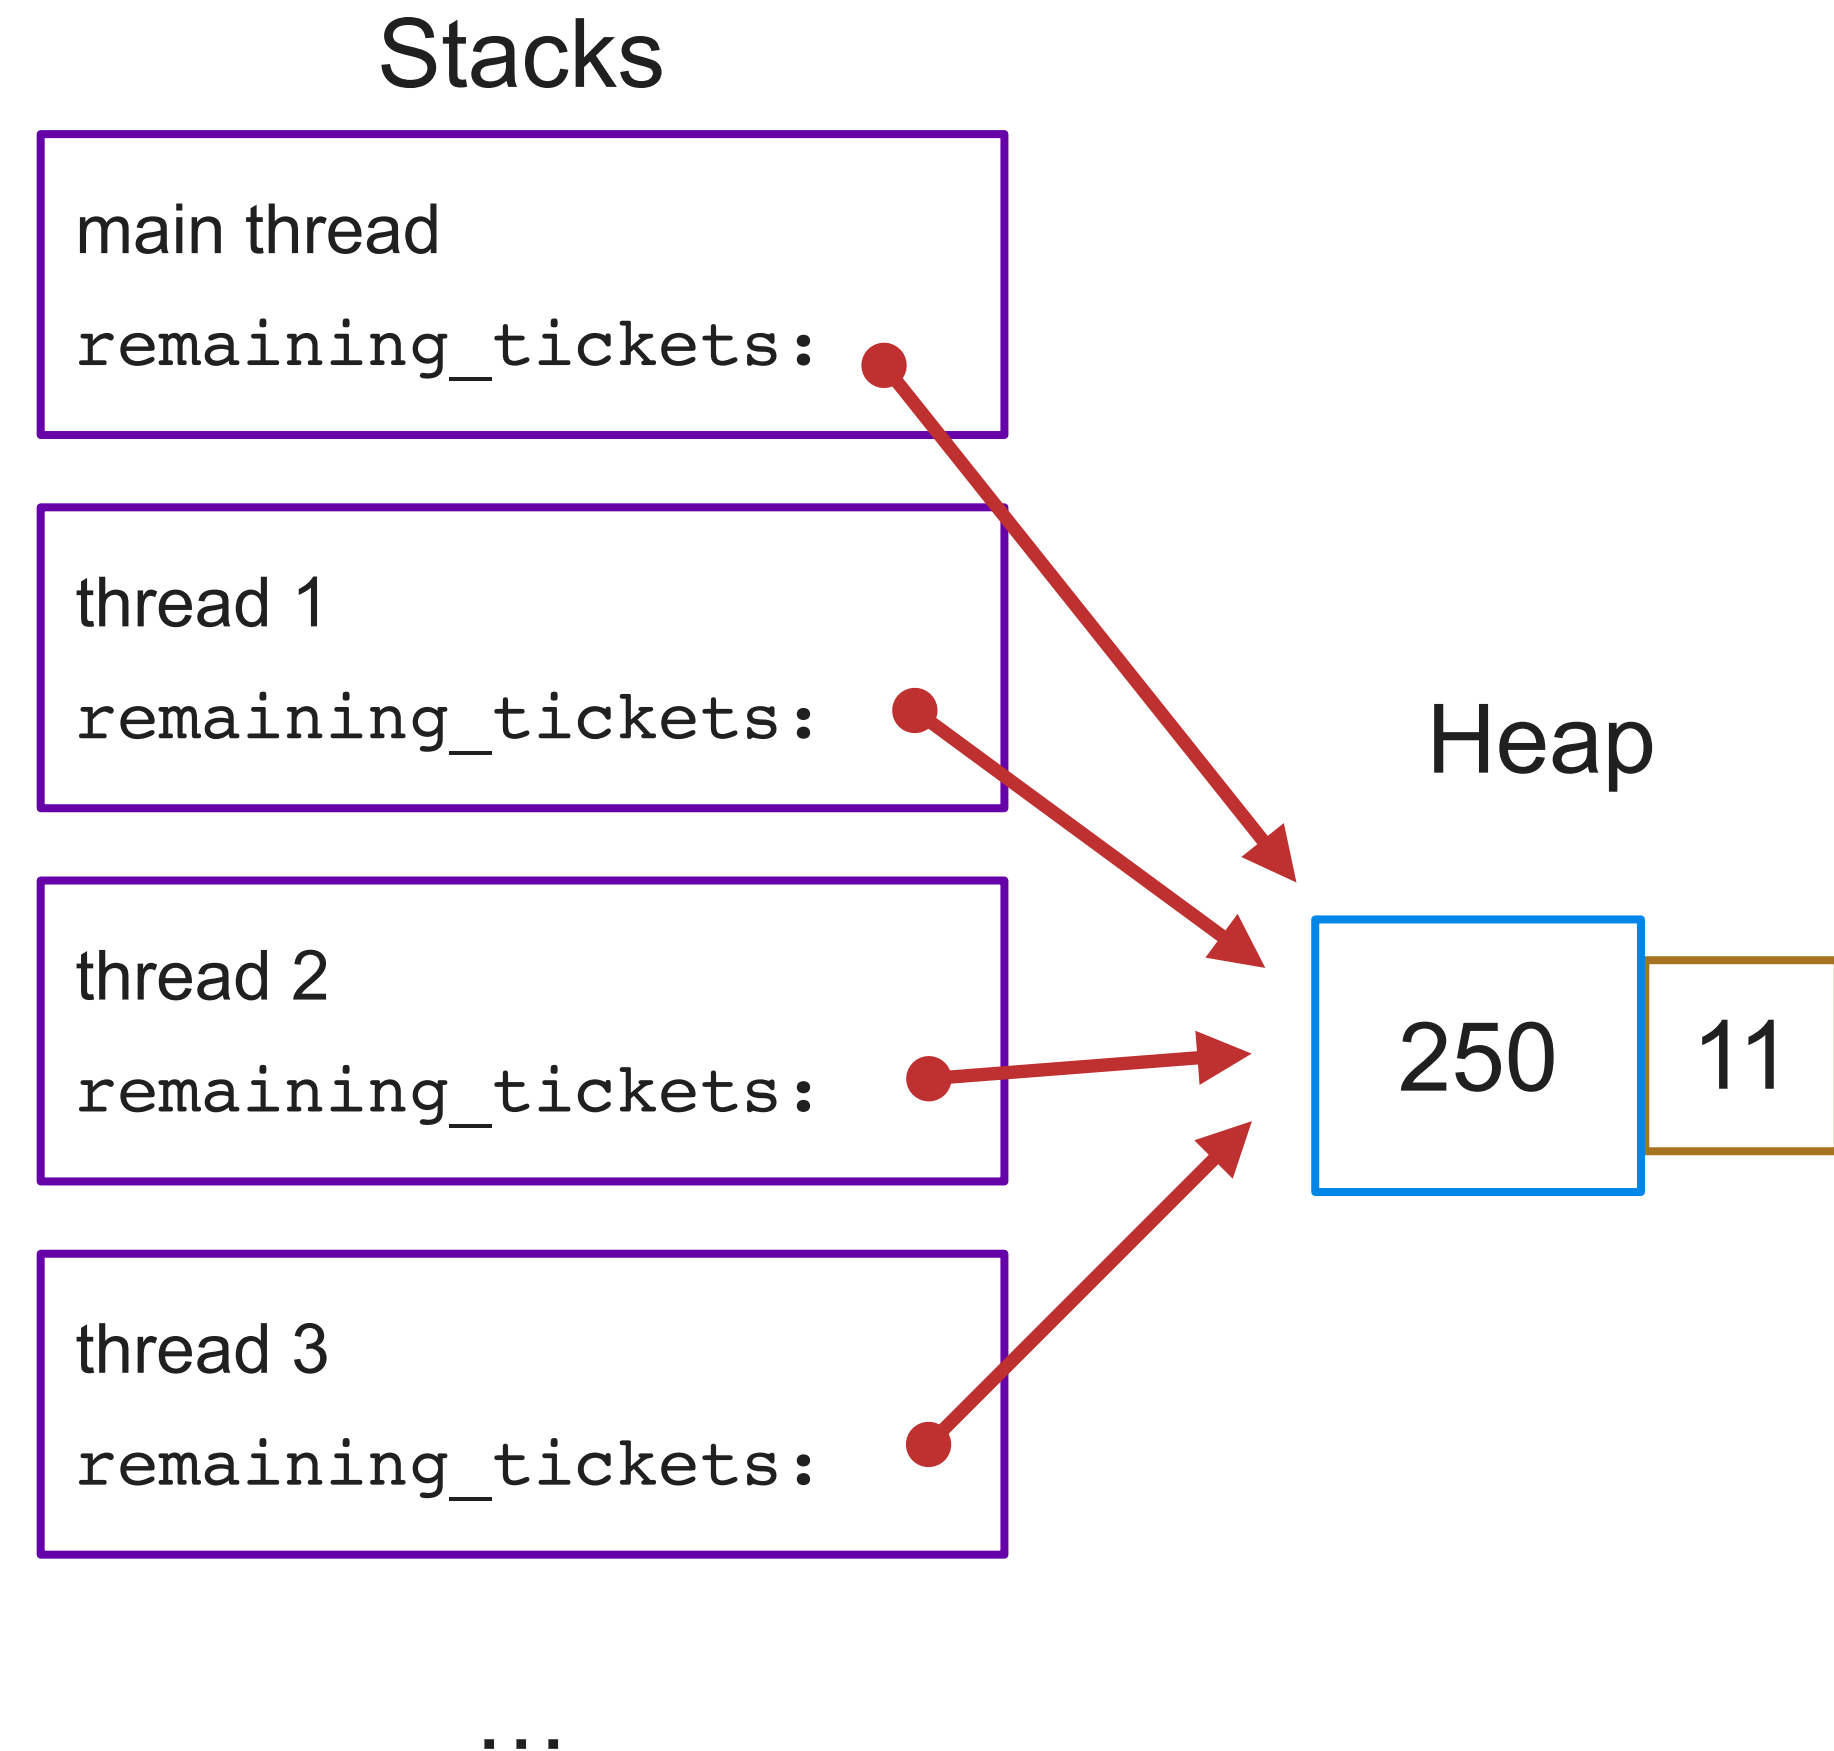 Stacks
main thread
remaining_tickets:
thread 1
remaining_tickets:
Heap
thread 2
remaining_tickets:
250
11
thread 3
remaining_tickets:
...